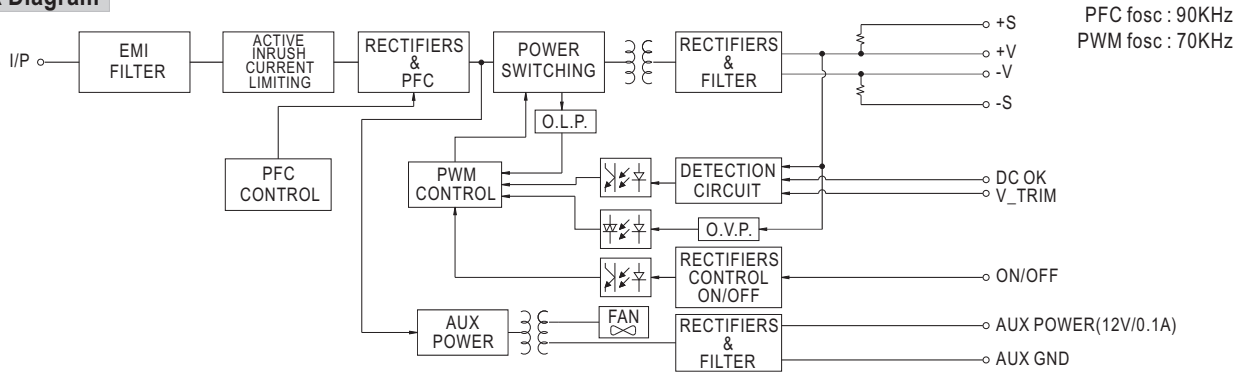 Diagram
PFC fosc : 90KHz
PWM fosc : 70KHz
I/P
EMI
FILTER
ACTIVE
INRUSH
CURRENT
LIMITING
RECTIFIERS
&
PFC
POWER
SWITCHING
RECTIFIERS
&
FILTER
+S
+V
-V
-S
O.L.P.
PFC
CONTROL
PWM
CONTROL
DETECTION
CIRCUIT
DC OK
V_TRIM
O.V.P.
RECTIFIERS
CONTROL
ON/OFF
ON/OFF
AUX
POWER
FAN
RECTIFIERS
&
FILTER
AUX POWER(12V/0.1A)
AUX GND